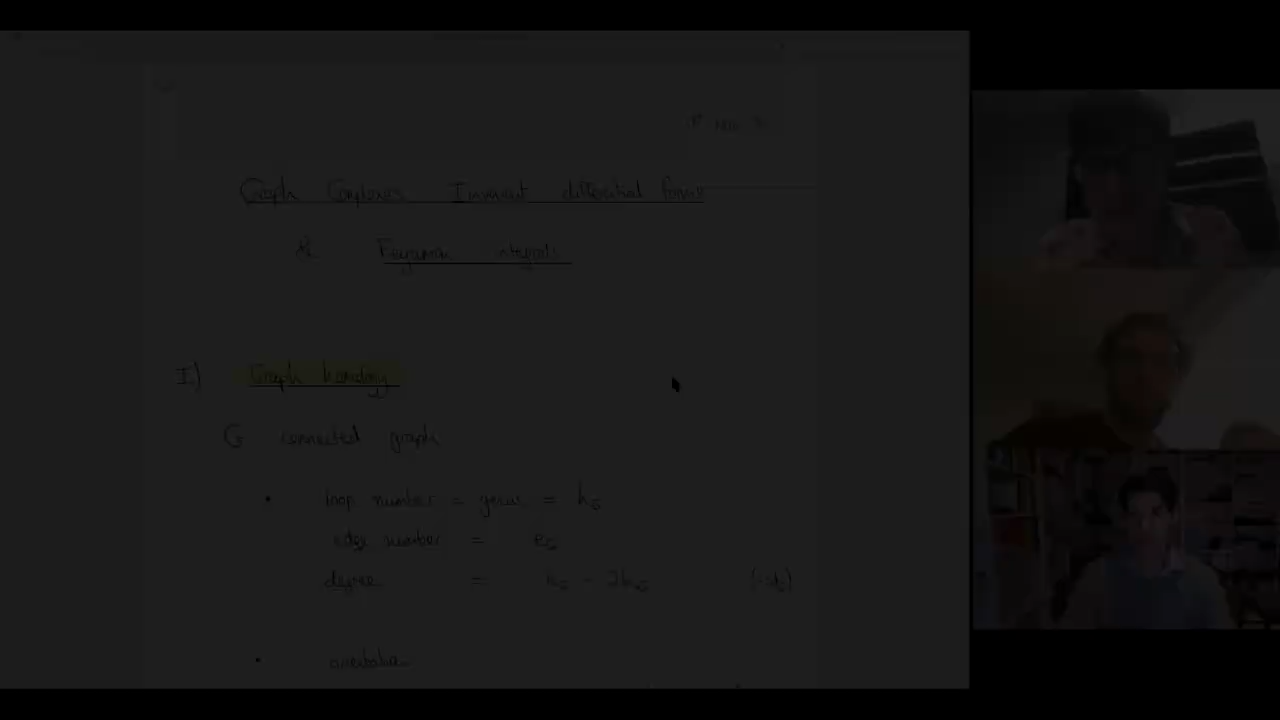 Graph Complexes Invariant differential forms
& Feynman integrals
I) Graph homology
G connected graph
• loop number = genus = h_G
edge number = e_G
degree = - 2h_G
• orientation